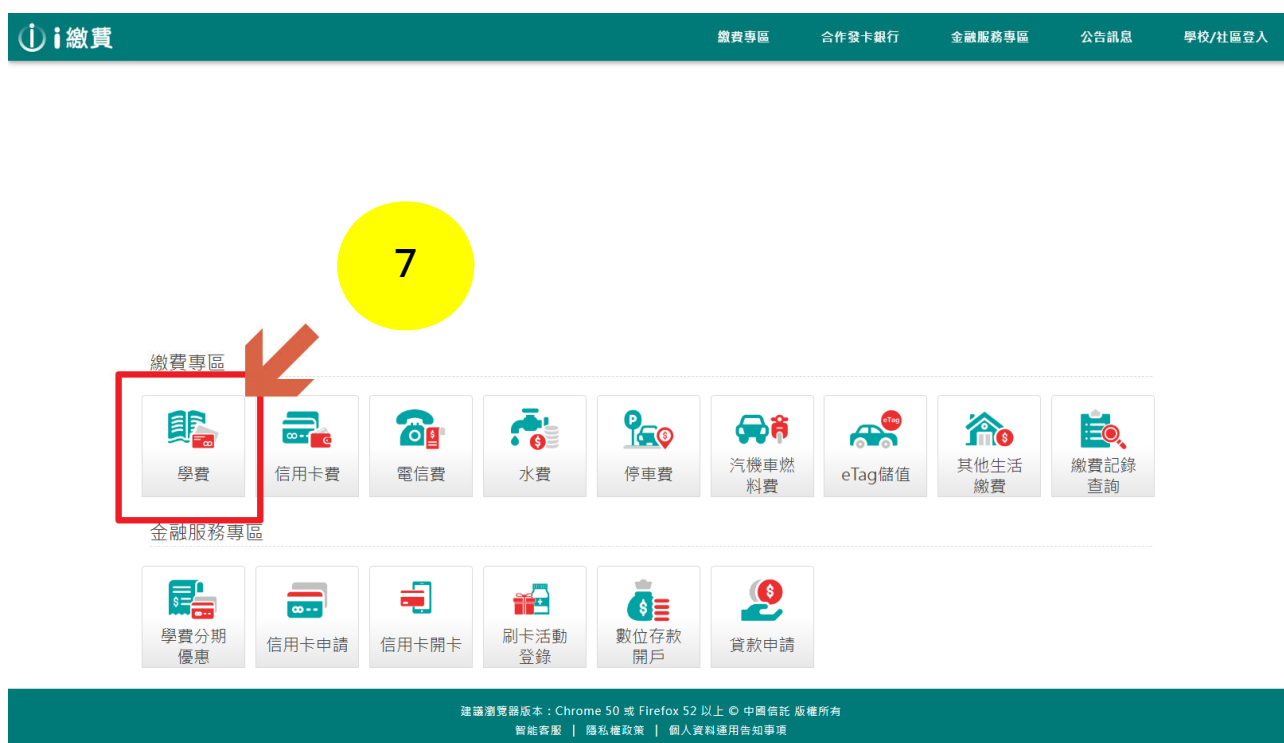 i繳費
繳費專區 合作發卡銀行 金融服務專區 公告訊息 學校/社區登入
7
繳費專區
學費 信用卡費 電信費 水費 停車費 汽機車燃料費 eTag儲值 其他生活繳費 繳費記錄查詢
金融服務專區
學費分期優惠 信用卡申請 信用卡開卡 刷卡活動登錄 數位存款開戶 貸款申請
建議瀏覽器版本：Chrome 50 或 Firefox 52 以上 © 中國信託 版權所有
智能客服 | 隱私權政策 | 個人資料運用告知事項